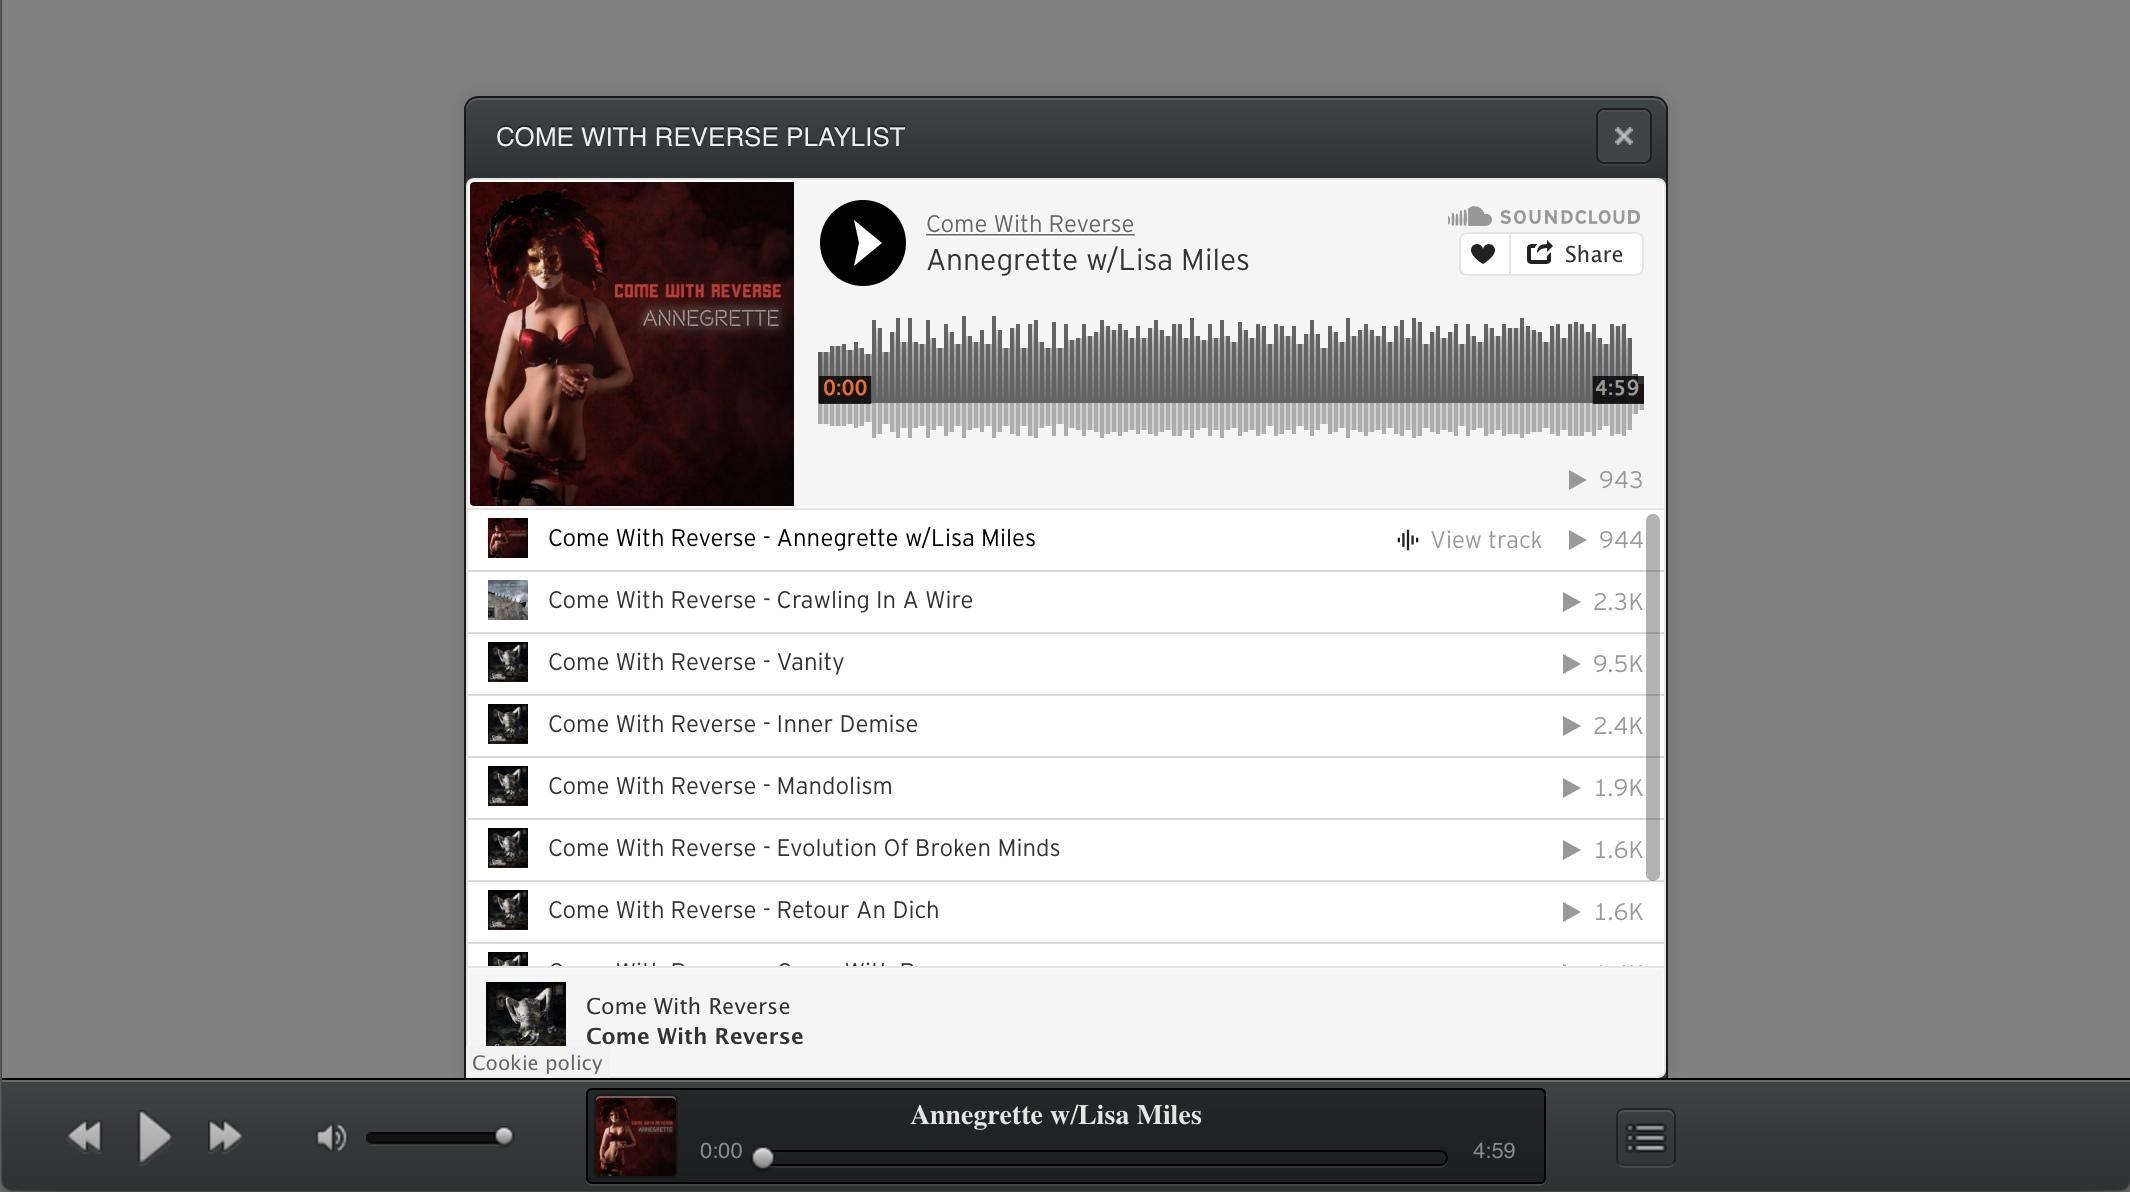 COME WITH REVERSE PLAYLIST
COME WITH REVERSE
ANNEGRETTE
Come With Reverse
Annegrette w/Lisa Miles
SOUNDCLOUD
Share
0:00
4:59
943
Come With Reverse - Annegrette w/Lisa Miles View track 944
Come With Reverse - Crawling In A Wire 2.3K
Come With Reverse - Vanity 9.5K
Come With Reverse - Inner Demise 2.4K
Come With Reverse - Mandolism 1.9K
Come With Reverse - Evolution Of Broken Minds 1.6K
Come With Reverse - Retour An Dich 1.6K
Come With Reverse
Come With Reverse
Cookie policy
Annegrette w/Lisa Miles
0:00
4:59